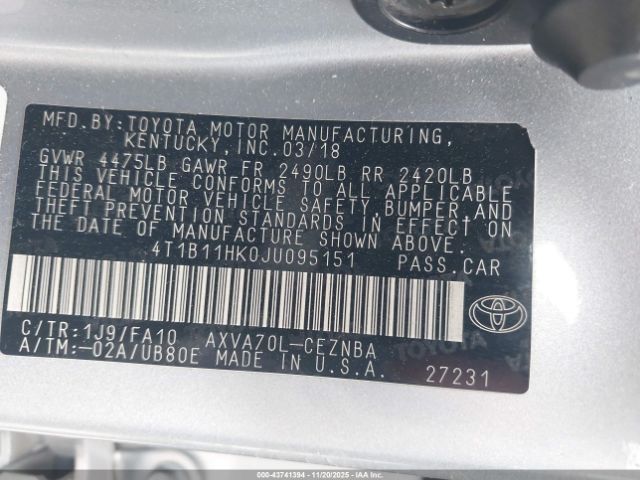 MFD.BY:TOYOTA MOTOR MANUFACTURING,
KENTUCKY,INC.03/18
GVWR 4475LB GAWR FR 2490LB RR 2420LB
THIS VEHICLE CONFORMS TO ALL APPLICABLE
FEDERAL MOTOR VEHICLE SAFETY,BUMPER,AND
THEFT PREVENTION STANDARDS IN EFFECT ON
THE DATE OF MANUFACTURE SHOWN ABOVE.
4T1B11HK0JU095151 PASS.CAR
C/TR:1J9/FA10 AXVA70L-CEZNBA
A/TM:-02A/UB80E MADE IN U.S.A.
27231
TOYOTA
000-43741394 | 11/20/2025 | IAAI.COM